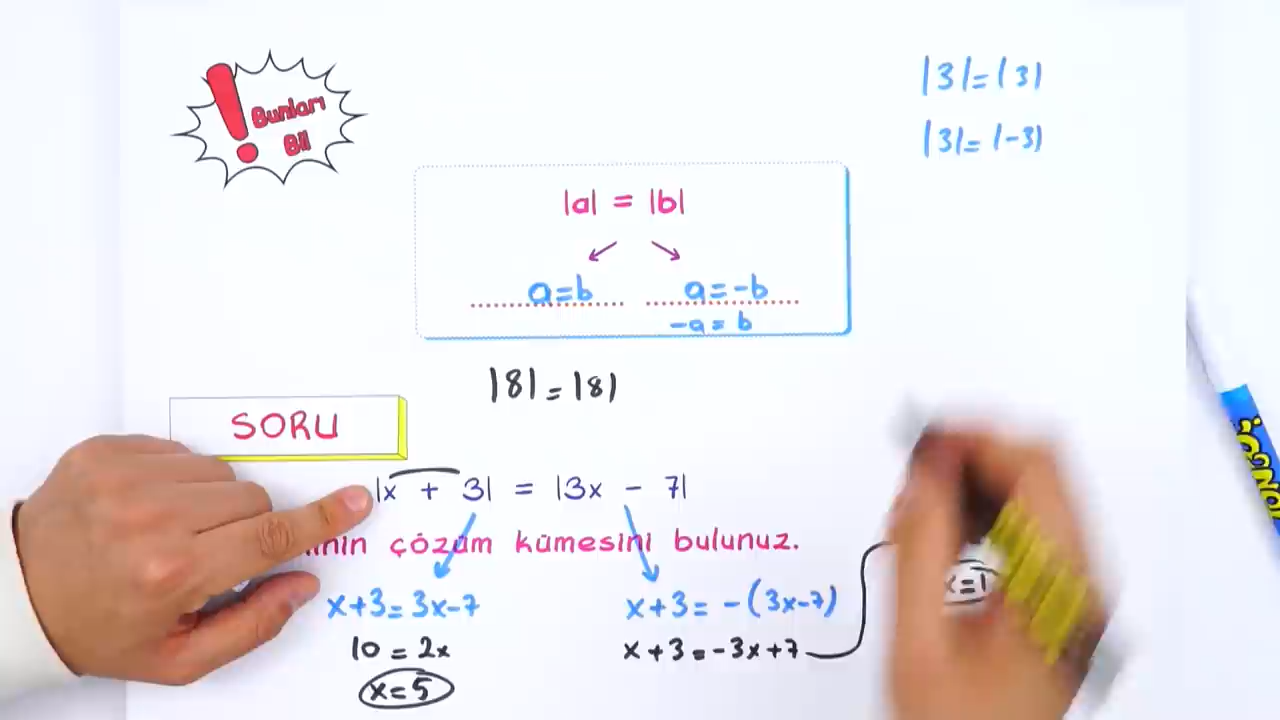 Bunları
Bil
|3|=|3|
|3|=|-3|
|a| = |b|
a=b
a=-b
-a = b
|8| = |8|
SORU
|x + 3| = |3x - 7|
çözüm kümesini bulunuz.
x+3=3x-7
10 = 2x
x=5
x+3= -(3x-7)
x+3=-3x+7
x=1